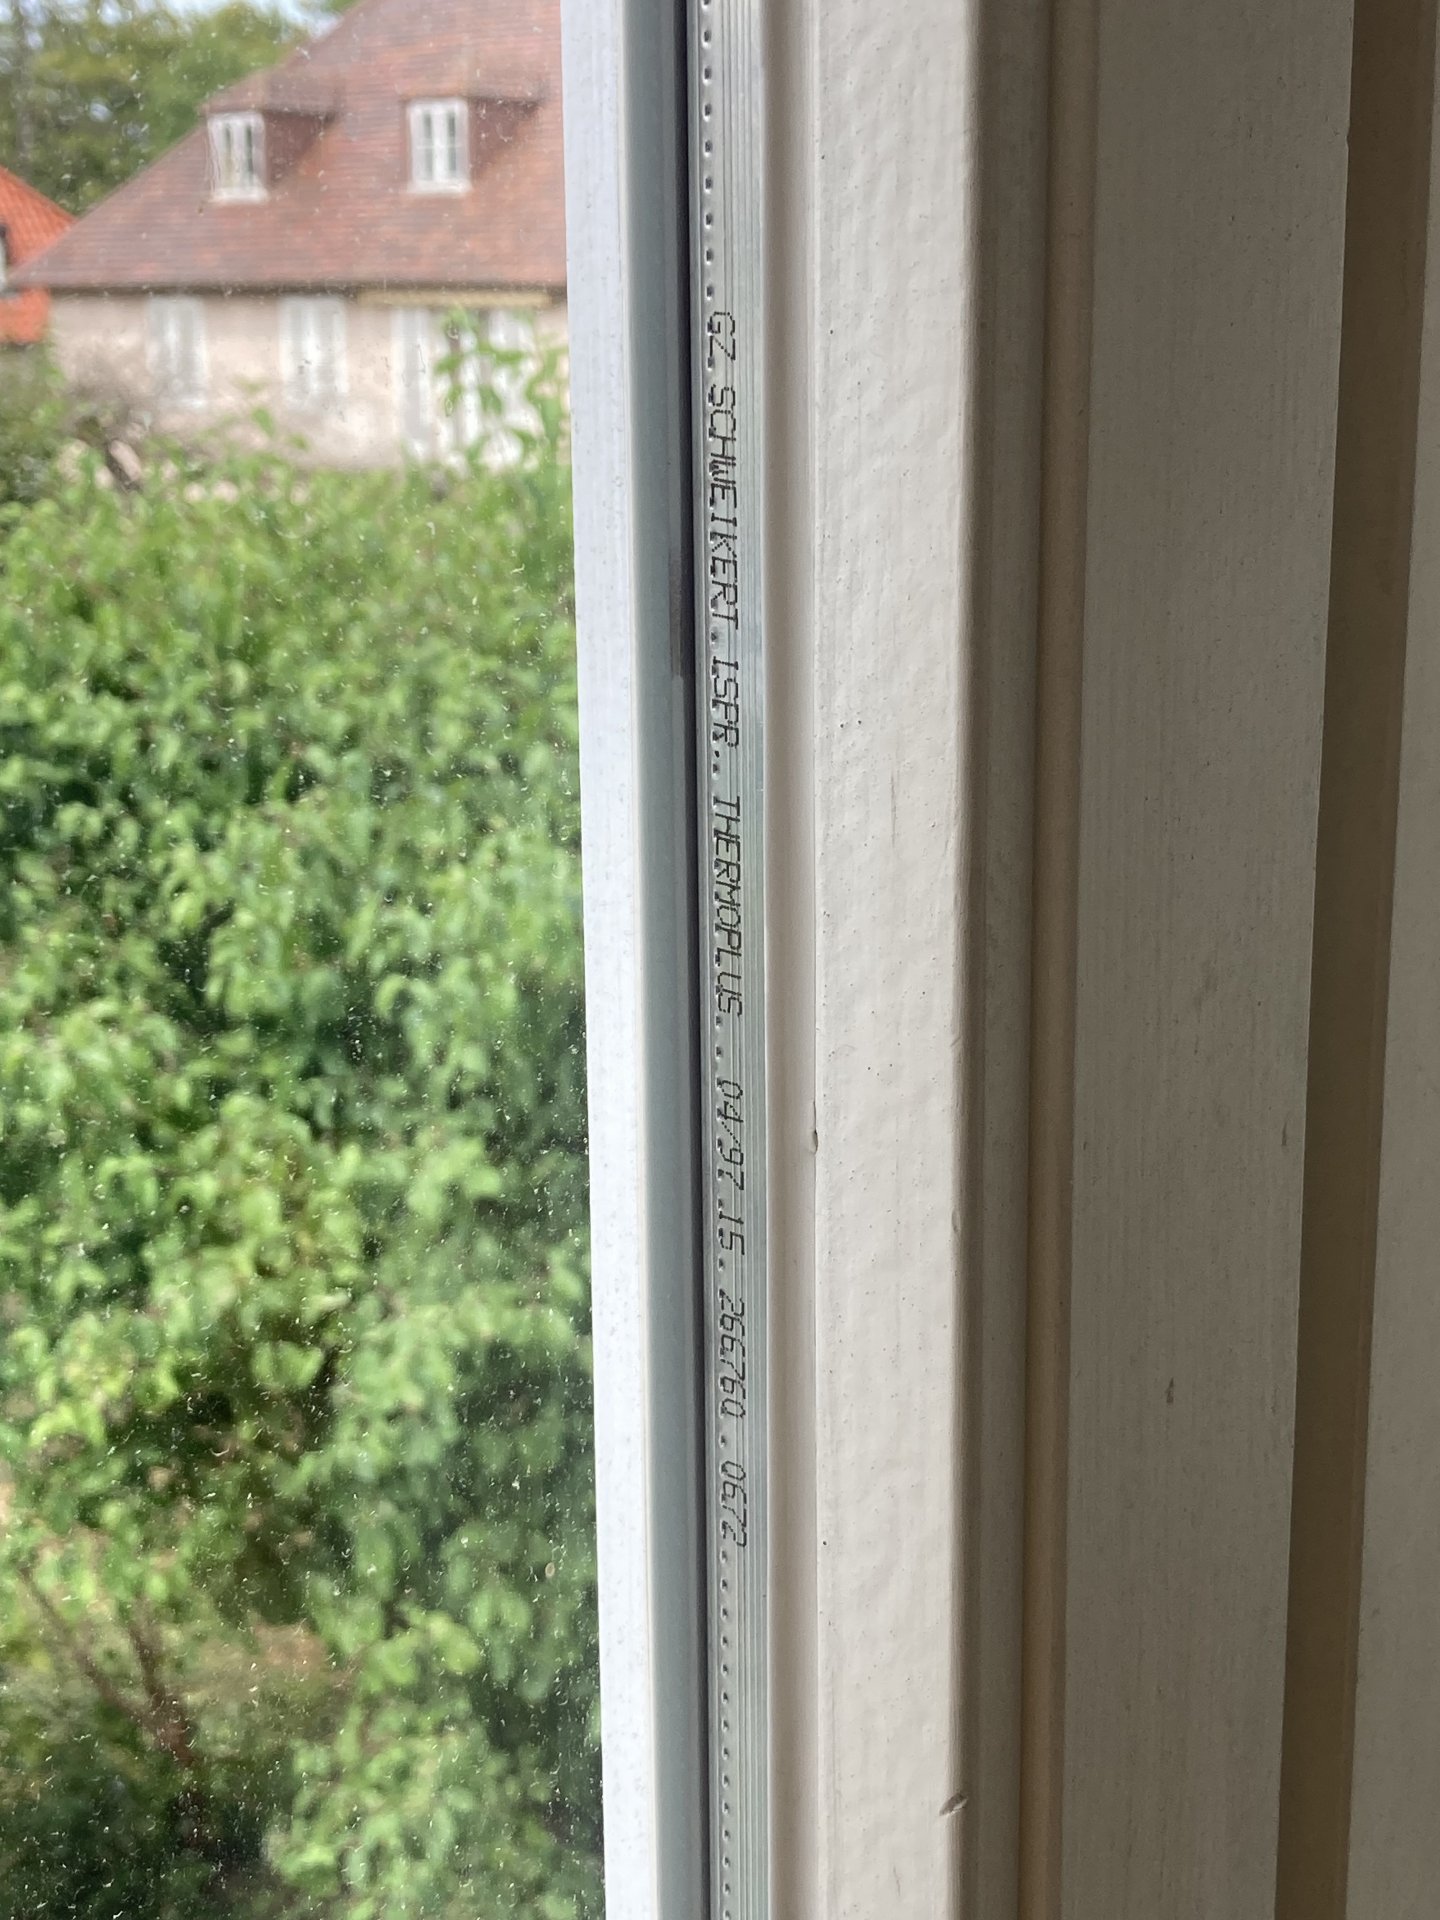 GZ SCHWEIKERT ISPR.. THERMOPLUS.. 04/97 .15. 266760 .0672